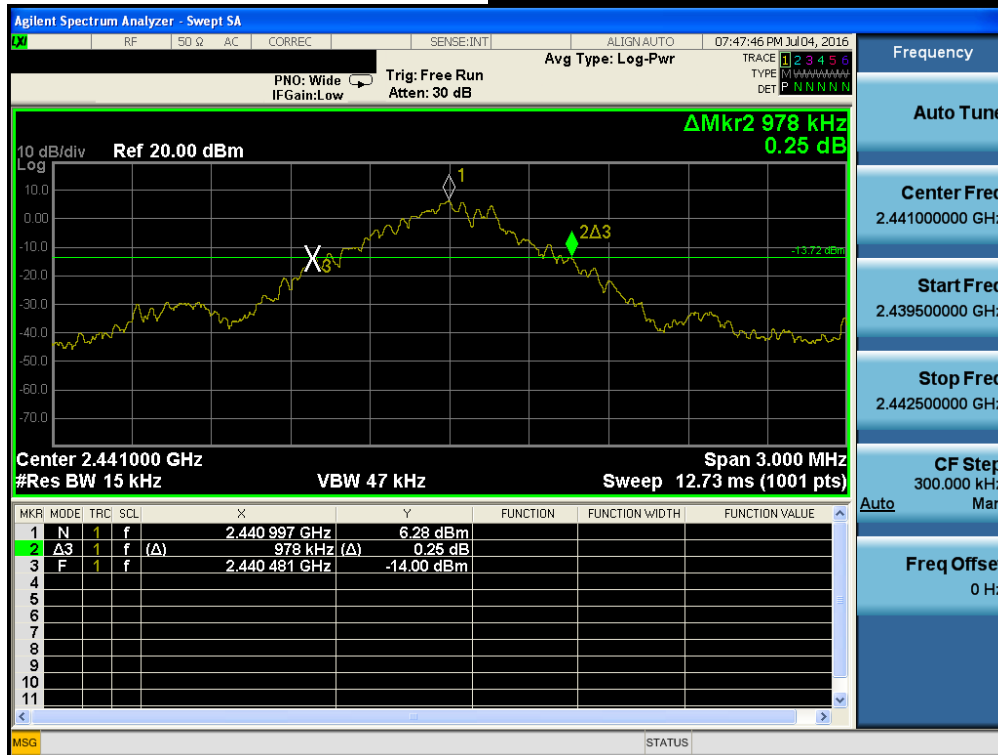 Agilent Spectrum Analyzer - Swept SA
LXI RF 50 Ω AC CORREC SENSE:INT ALIGN AUTO 07:47:46 PM Jul 04, 2016
PNO: Wide
IFGain:Low
Trig: Free Run
Atten: 30 dB
Avg Type: Log-Pwr
TRACE 1 2 3 4 5 6
TYPE M
DET P N N N N N
ΔMkr2 978 kHz
0.25 dB
10 dB/div Ref 20.00 dBm
Log
10.0
0.00
-10.0
-20.0
-30.0
-40.0
-50.0
-60.0
-70.0
1
2Δ3
X3
-13.72 dBm
Center 2.441000 GHz Span 3.000 MHz
#Res BW 15 kHz VBW 47 kHz Sweep 12.73 ms (1001 pts)
MKR MODE TRC SCL X Y FUNCTION FUNCTION WIDTH FUNCTION VALUE
1 N 1 f 2.440 997 GHz 6.28 dBm
2 Δ3 1 f (Δ) 978 kHz (Δ) 0.25 dB
3 F 1 f 2.440 481 GHz -14.00 dBm
4
5
6
7
8
9
10
11
MSG STATUS
Frequency
Auto Tune
Center Freq
2.441000000 GHz
Start Freq
2.439500000 GHz
Stop Freq
2.442500000 GHz
CF Step
300.000 kHz
Auto Man
Freq Offset
0 Hz